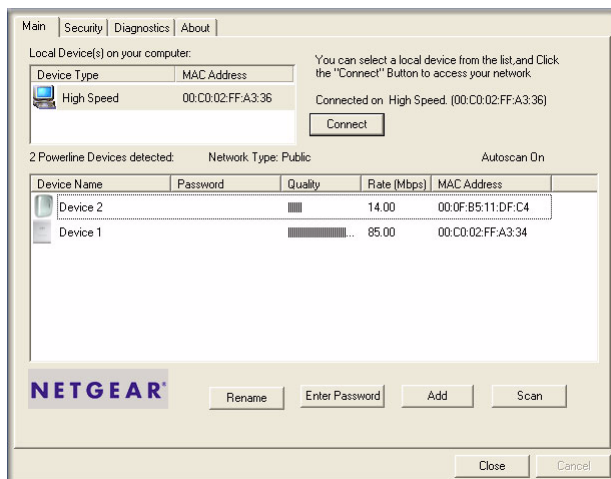 Main Security Diagnostics About
Local Device(s) on your computer:
Device Type MAC Address
High Speed 00:C0:02:FF:A3:36
You can select a local device from the list,and Click
the "Connect" Button to access your network
Connected on High Speed. (00:C0:02:FF:A3:36)
Connect
2 Powerline Devices detected: Network Type: Public Autoscan On
Device Name Password Quality Rate (Mbps) MAC Address
Device 2 14.00 00:0F:B5:11:DF:C4
Device 1 ... 85.00 00:C0:02:FF:A3:34
NETGEAR®
Rename Enter Password Add Scan
Close Cancel